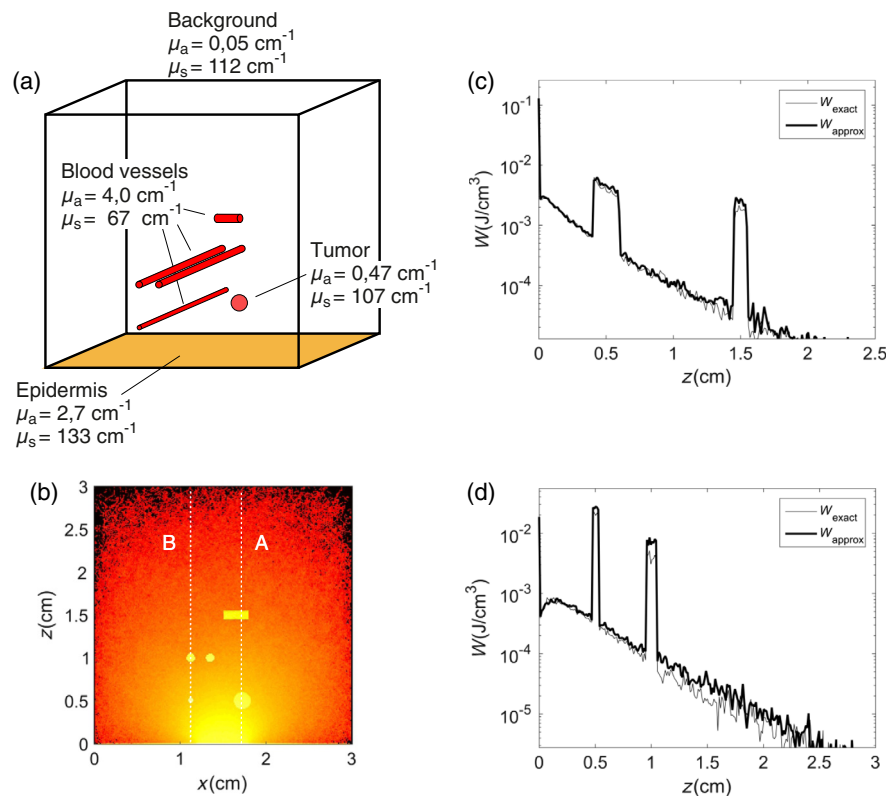 (a)
Background
μa = 0,05 cm-1
μs = 112 cm-1
Blood vessels
μa = 4,0 cm-1
μs = 67 cm-1
Tumor
μa = 0,47 cm-1
μs = 107 cm-1
Epidermis
μa = 2,7 cm-1
μs = 133 cm-1
(c)
W(J/cm3)
10-1
10-2
10-3
10-4
Wexact
Wapprox
0 0.5 1 1.5 2 2.5
z(cm)
(b)
z(cm)
3
2.5
2
1.5
1
0.5
0
B A
0 1 2 3
x(cm)
(d)
W(J/cm3)
10-2
10-3
10-4
10-5
Wexact
Wapprox
0 0.5 1 1.5 2 2.5 3
z(cm)